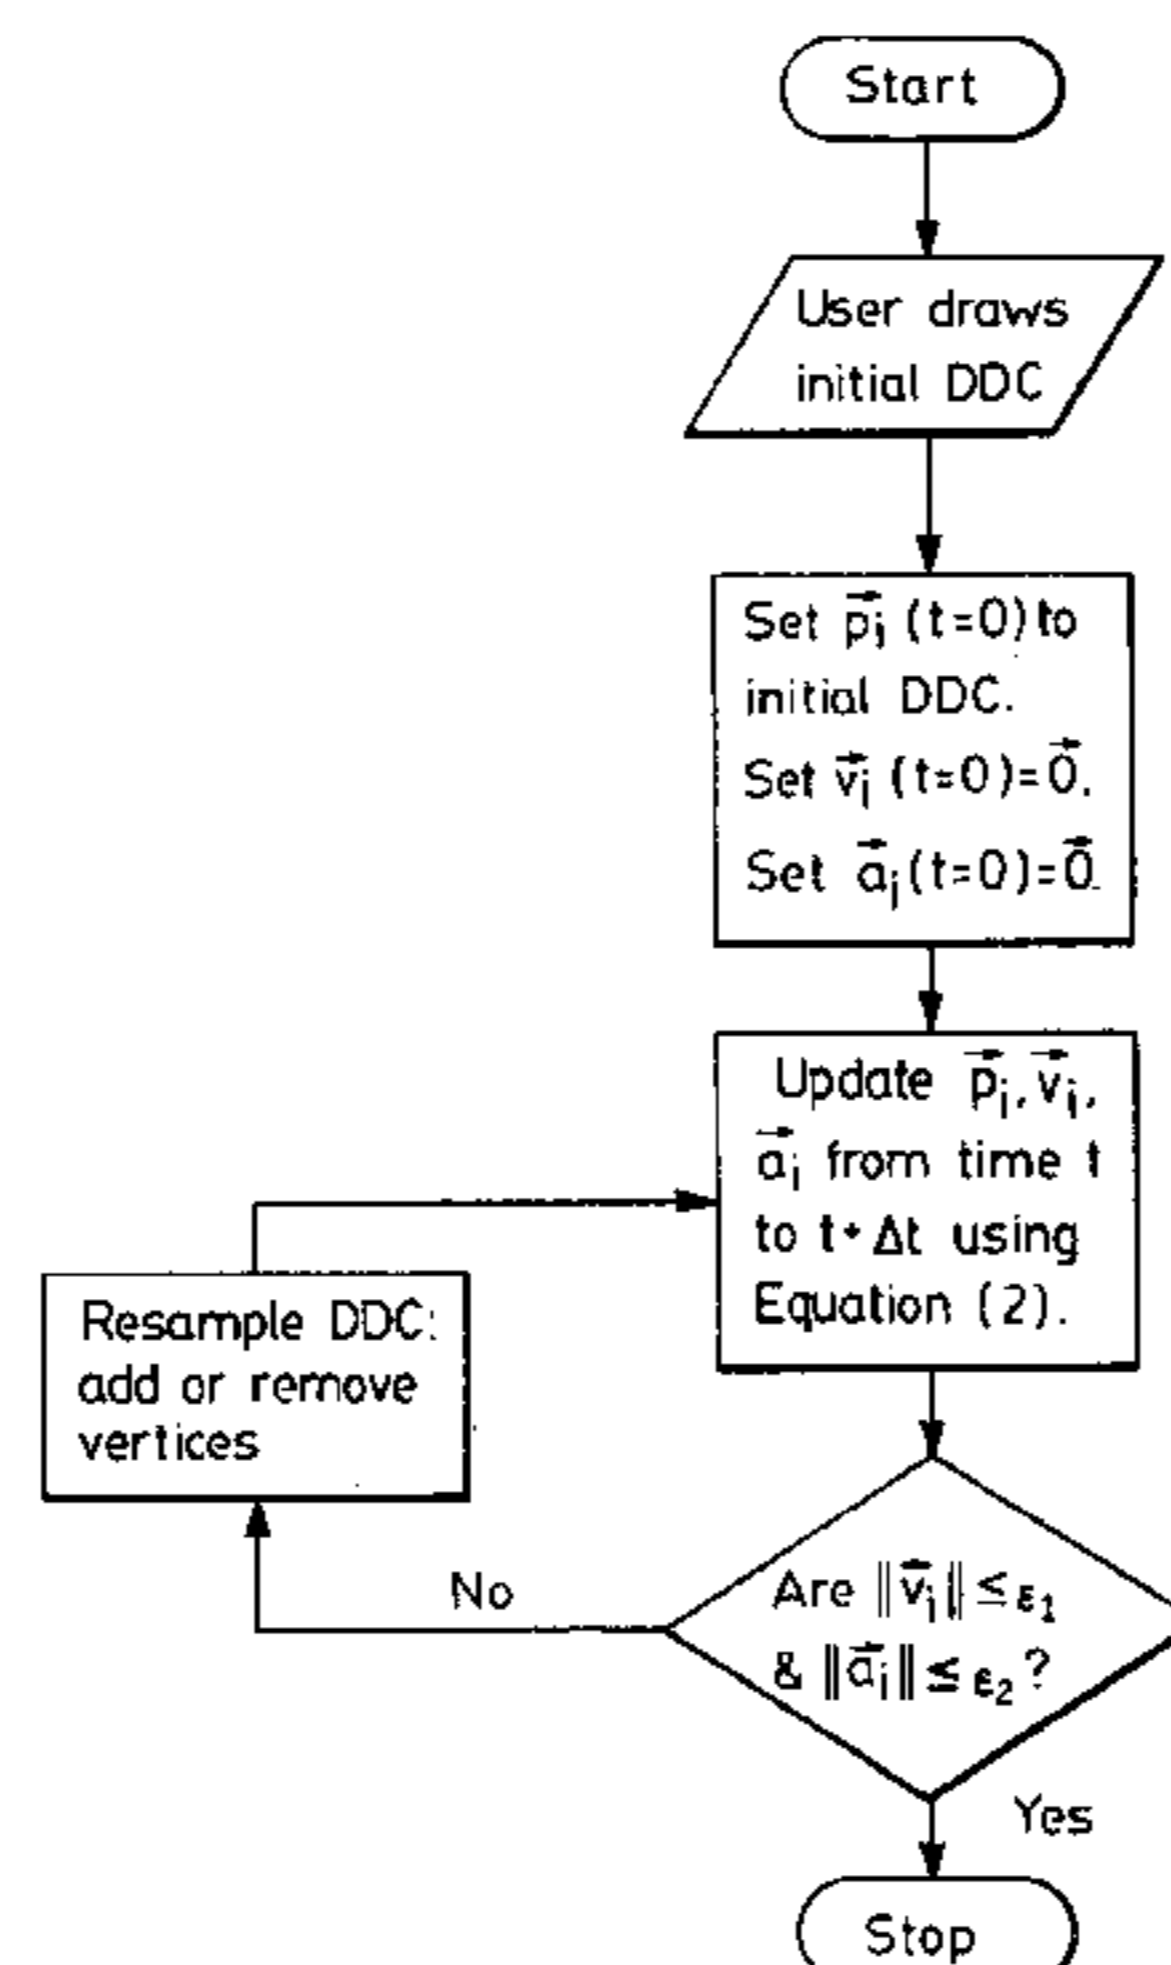 Start
User draws
initial DDC
Set p⃗ᵢ (t=0) to
initial DDC.
Set v⃗ᵢ (t=0)=0⃗.
Set a⃗ᵢ(t=0)=0⃗.
Update p⃗ᵢ, v⃗ᵢ,
a⃗ᵢ from time t
to t+Δt using
Equation (2).
Resample DDC:
add or remove
vertices
No
Are ‖v⃗ᵢ‖ ≤ ε₁
& ‖a⃗ᵢ‖ ≤ ε₂?
Yes
Stop